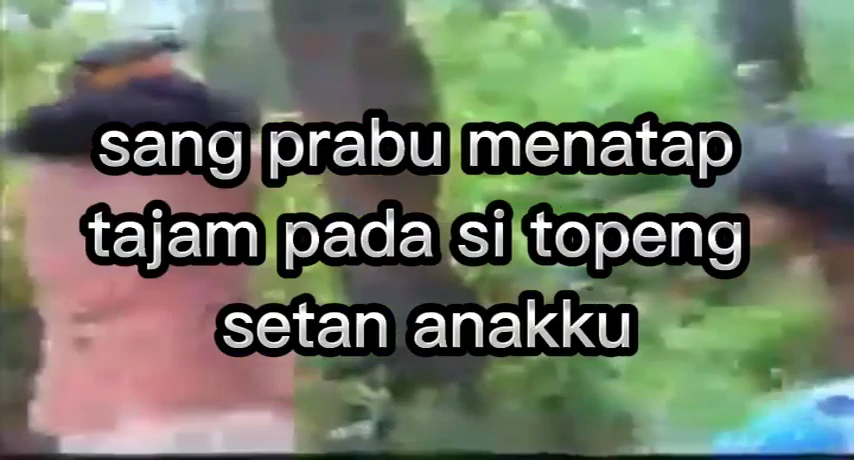 sang prabu menatap
tajam pada si topeng
setan anakku